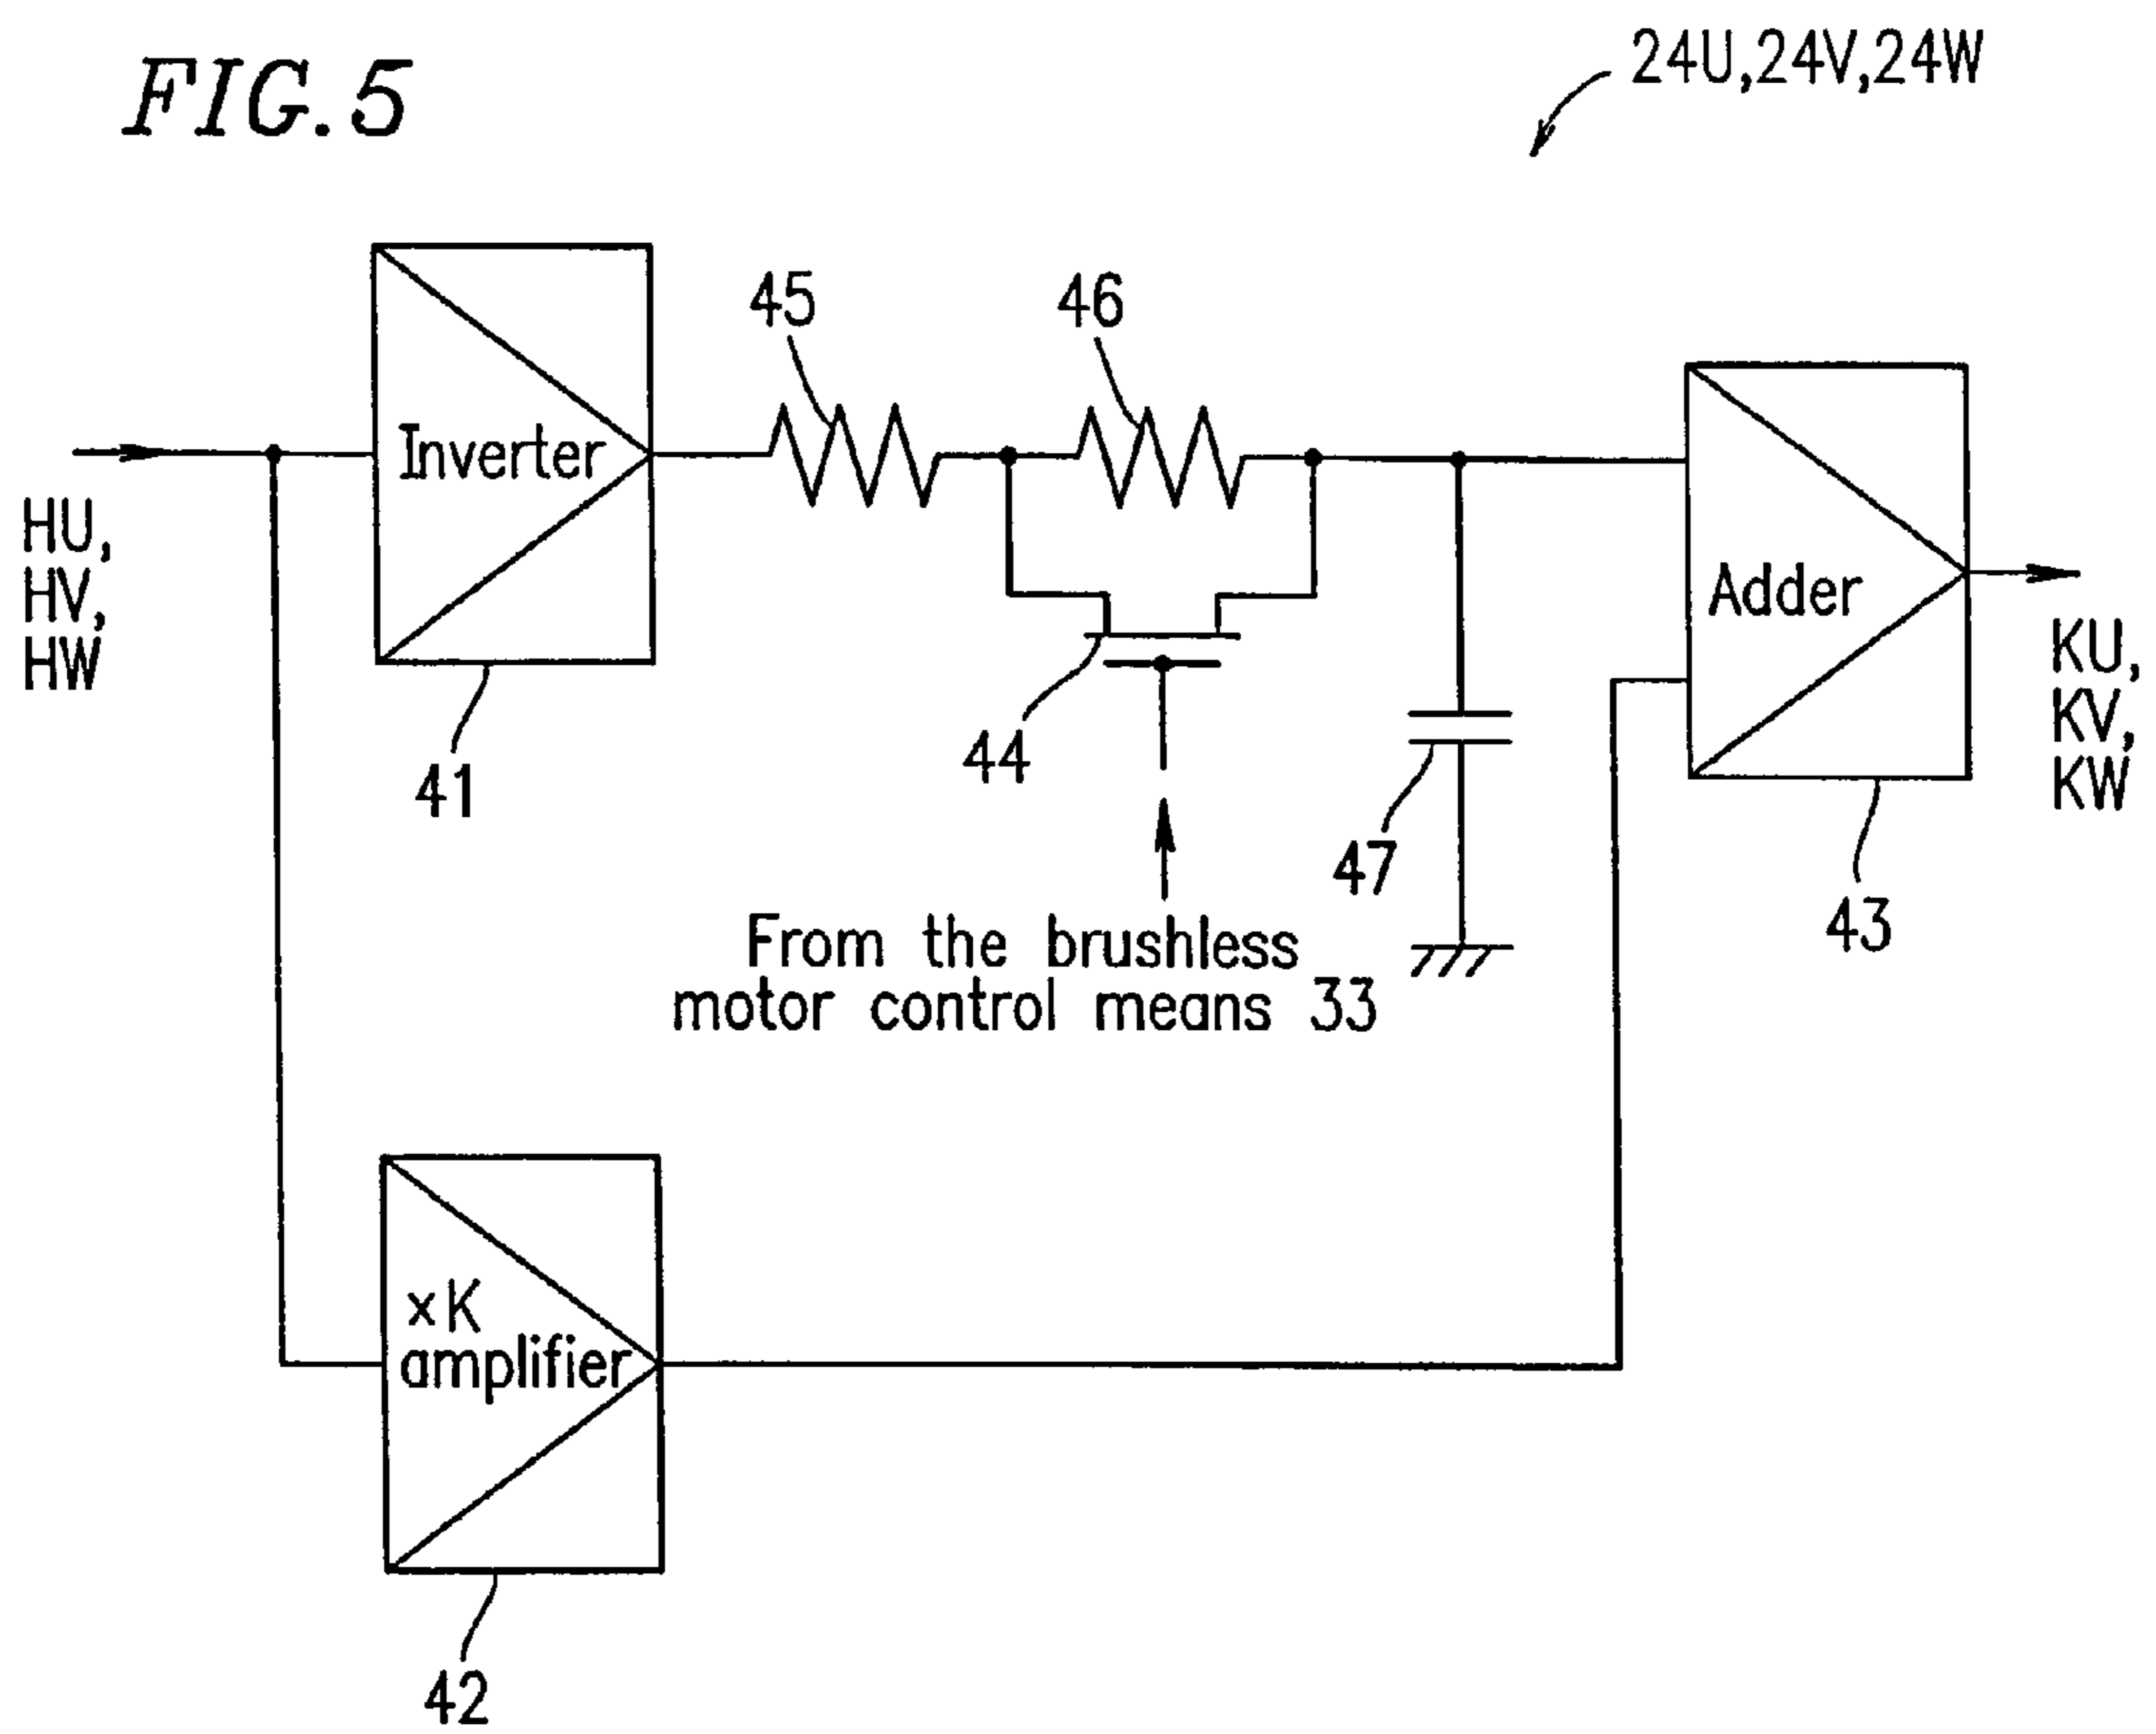 FIG.5
24U,24V,24W
45
46
Inverter
HU,
HV,
HW
Adder
KU,
KV,
KW
44
41
47
43
From the brushless
motor control means 33
xK
amplifier
42